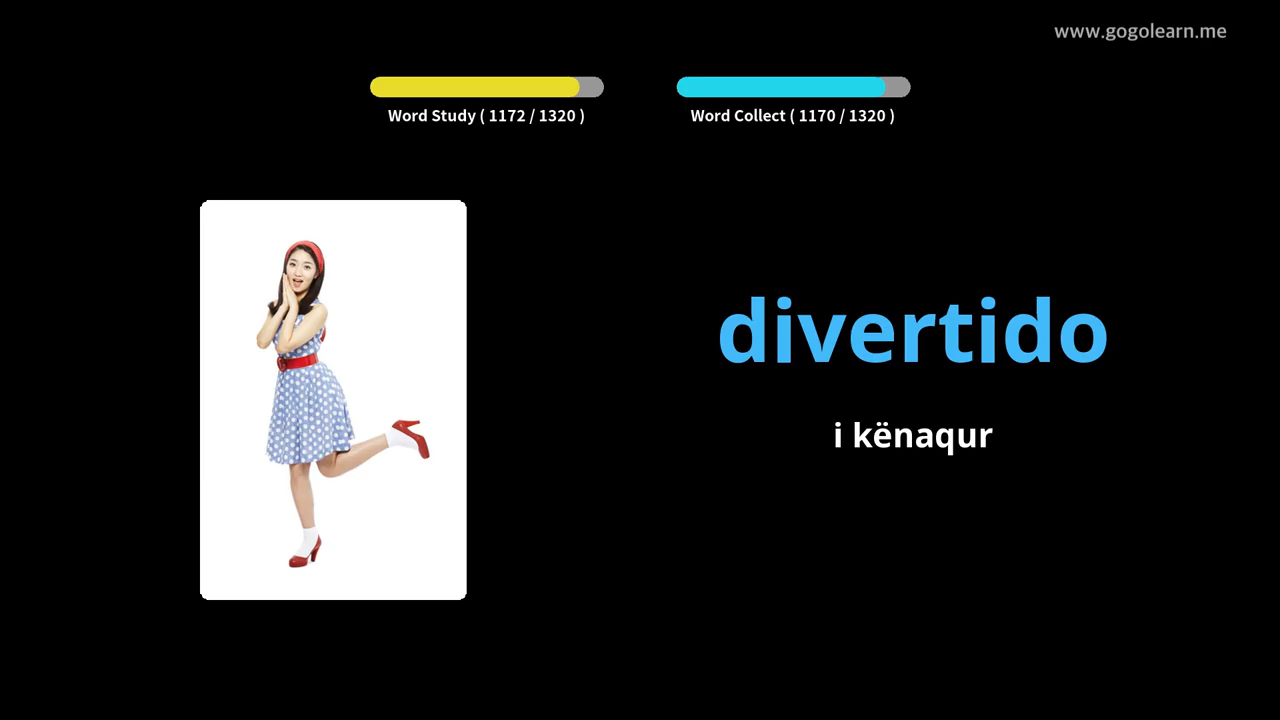 www.gogolearn.me
Word Study ( 1172 / 1320 )
Word Collect ( 1170 / 1320 )
divertido
i kënaqur